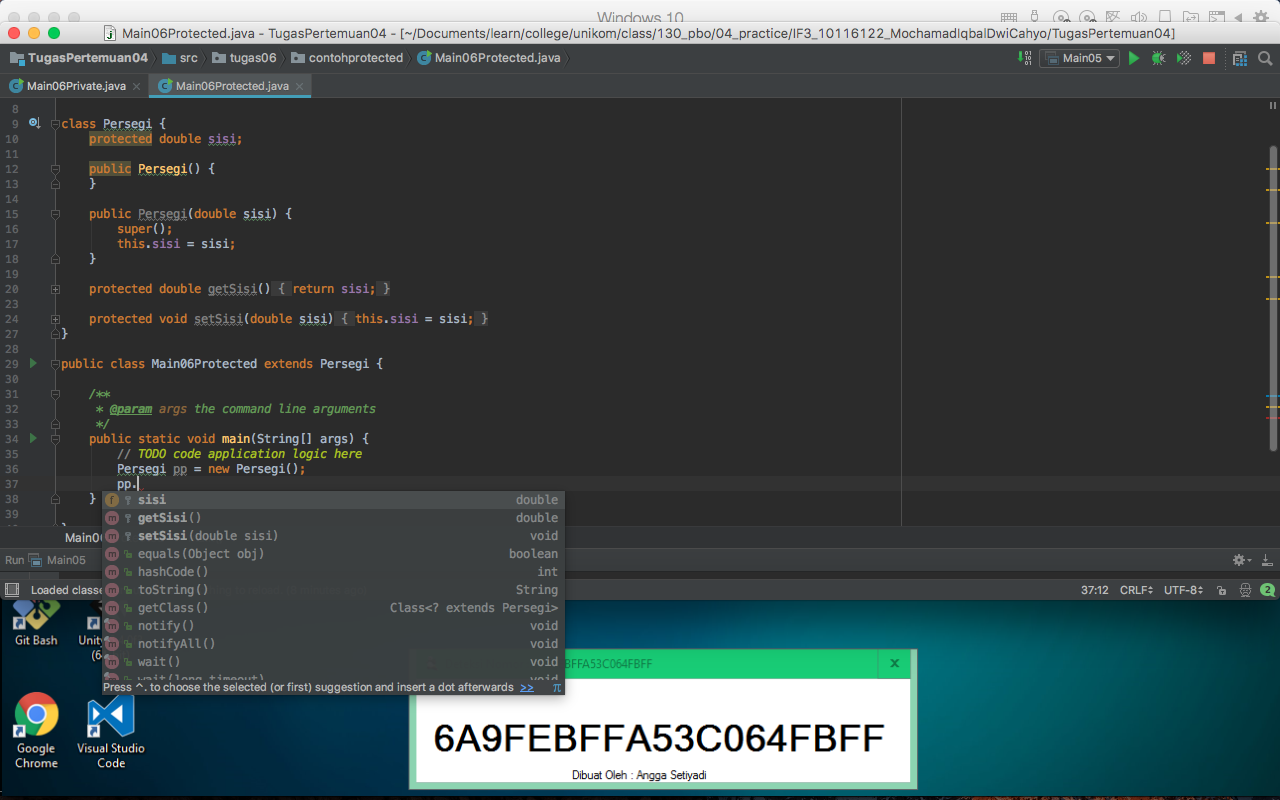 Windows 10
Main06Protected.java - TugasPertemuan04 - [~/Documents/learn/college/unikom/class/130_pbo/04_practice/IF3_10116122_MochamadIqbalDwiCahyo/TugasPertemuan04]
TugasPertemuan04 src tugas06 contohprotected Main06Protected.java Main05
Main06Private.java Main06Protected.java
8
9 class Persegi {
10 protected double sisi;
11
12 public Persegi() {
13 }
14
15 public Persegi(double sisi) {
16 super();
17 this.sisi = sisi;
18 }
19
20 protected double getSisi() { return sisi; }
23
24 protected void setSisi(double sisi) { this.sisi = sisi; }
27 }
28
29 public class Main06Protected extends Persegi {
30
31 /**
32 * @param args the command line arguments
33 */
34 public static void main(String[] args) {
35 // TODO code application logic here
36 Persegi pp = new Persegi();
37 pp.
38 }
39
sisi double
getSisi() double
setSisi(double sisi) void
equals(Object obj) boolean
hashCode() int
toString() String
getClass() Class<? extends Persegi>
notify() void
notifyAll() void
wait() void
wait(long timeout) void
Press ^. to choose the selected (or first) suggestion and insert a dot afterwards >> π
Main0
Run Main05
Loaded classe
37:12 CRLF UTF-8 2
Git Bash
Unity
(6
Google
Chrome
Visual Studio
Code
BFFA53C064FBFF X
6A9FEBFFA53C064FBFF
Dibuat Oleh : Angga Setiyadi